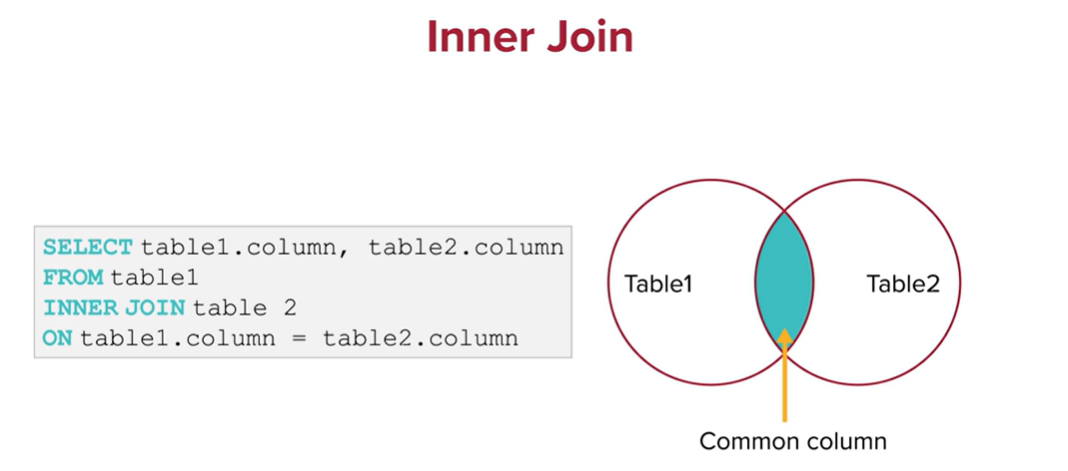 Inner Join
SELECT table1.column, table2.column
FROM table1
INNER JOIN table 2
ON table1.column = table2.column
Table1
Table2
Common column